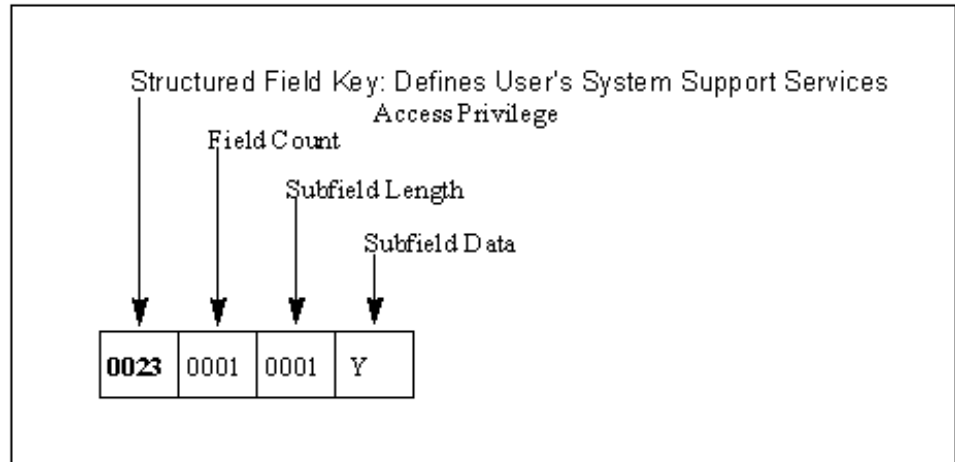 Structured Field Key: Defines User's System Support Services
Access Privilege
Field Count
Subfield Length
Subfield Data
0023 0001 0001 Y